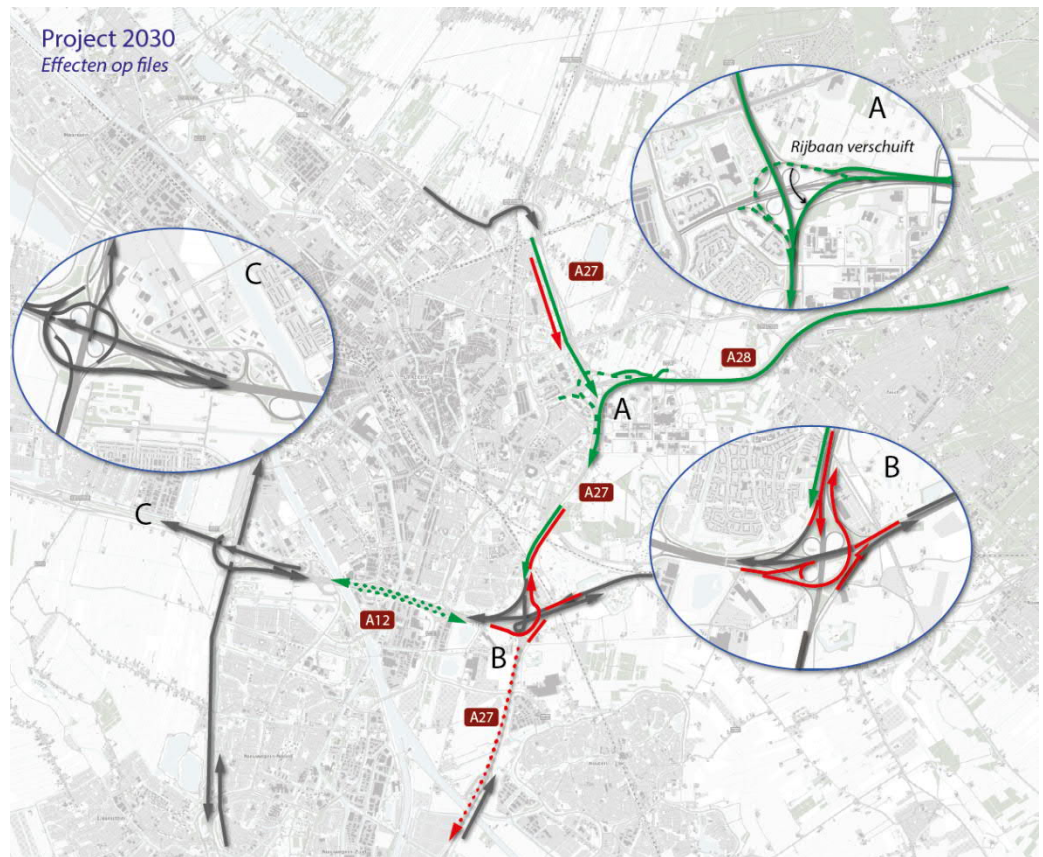 Project 2030
Effecten op files
A
Rijbaan verschuift
C
A27
A28
A
A27
B
C
A12
B
A27